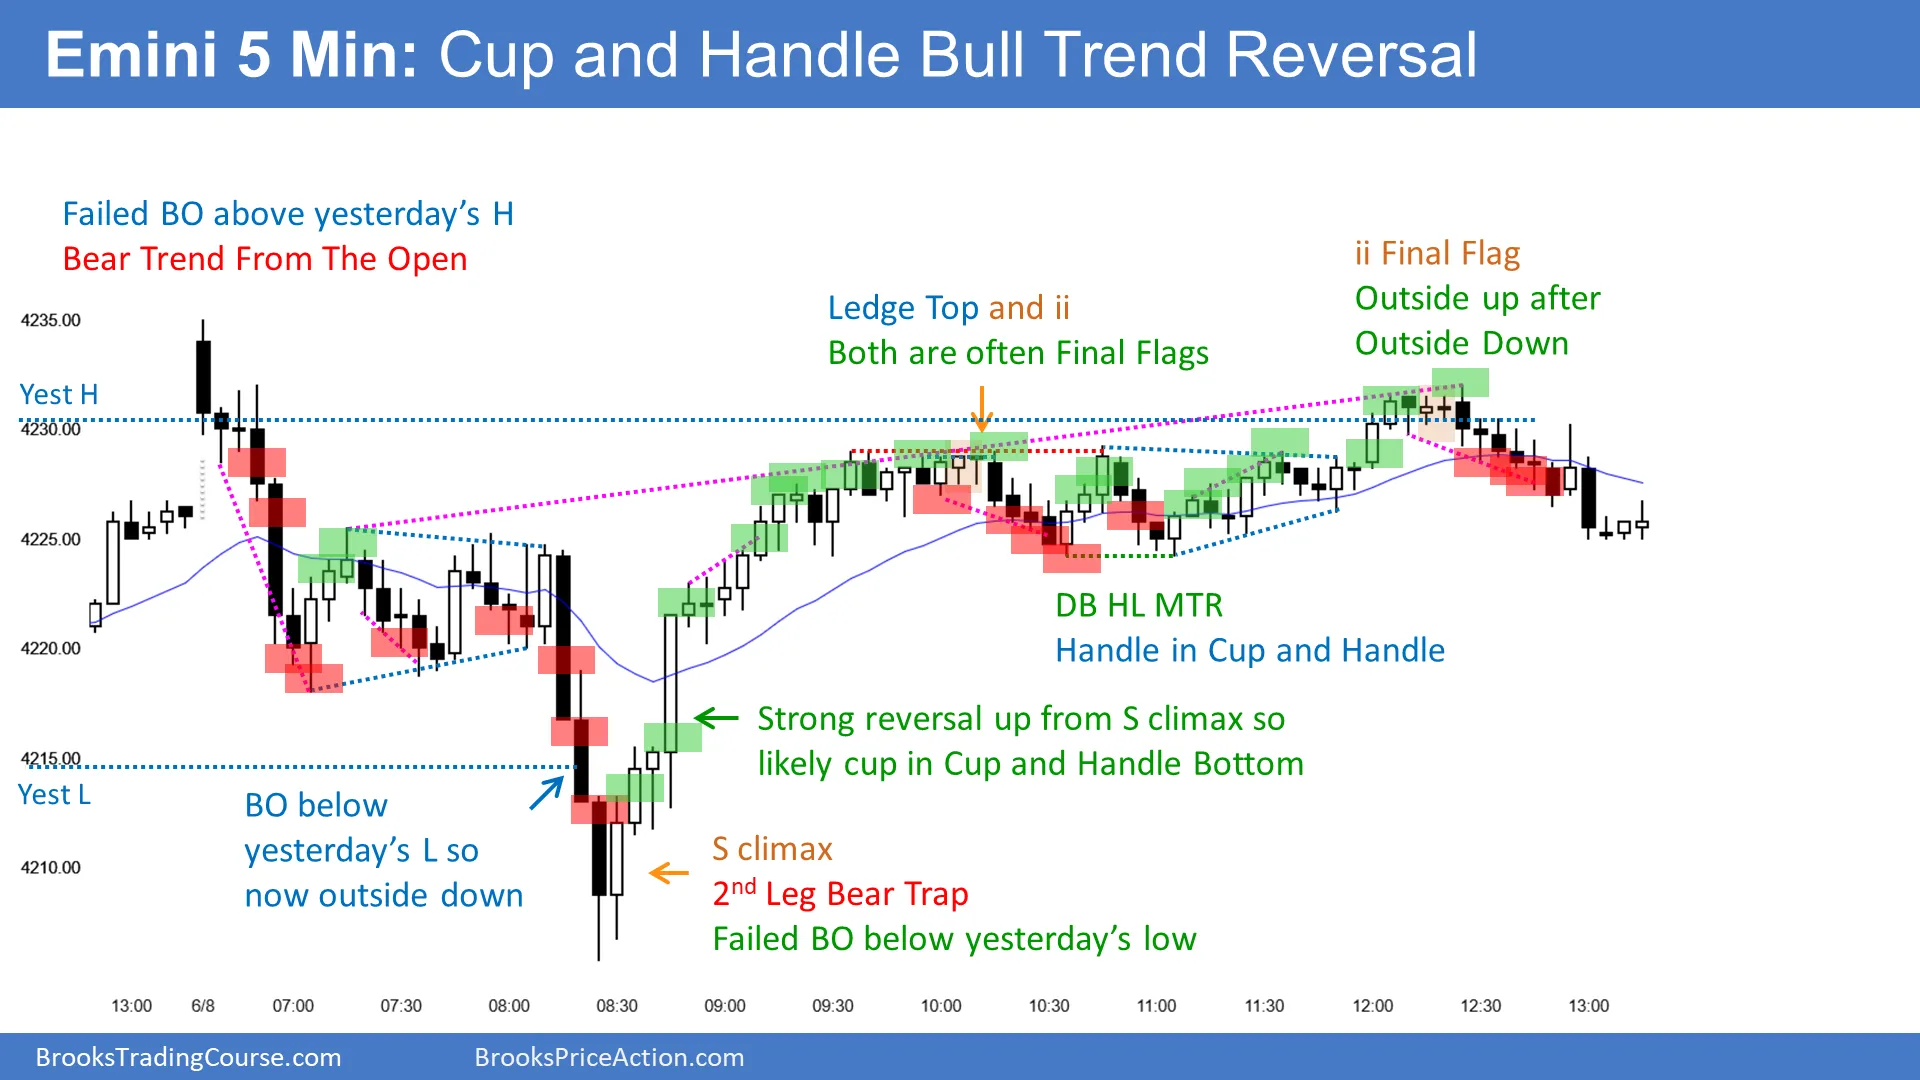 Emini 5 Min: Cup and Handle Bull Trend Reversal
Failed BO above yesterday’s H
Bear Trend From The Open
ii Final Flag
Outside up after
Outside Down
Ledge Top and ii
Both are often Final Flags
4235.00
Yest H
4230.00
4225.00
4220.00
4215.00
Yest L
4210.00
DB HL MTR
Handle in Cup and Handle
Strong reversal up from S climax so
likely cup in Cup and Handle Bottom
BO below
yesterday’s L so
now outside down
S climax
2nd Leg Bear Trap
Failed BO below yesterday’s low
13:00 6/8 07:00 07:30 08:00 08:30 09:00 09:30 10:00 10:30 11:00 11:30 12:00 12:30 13:00
BrooksTradingCourse.com BrooksPriceAction.com